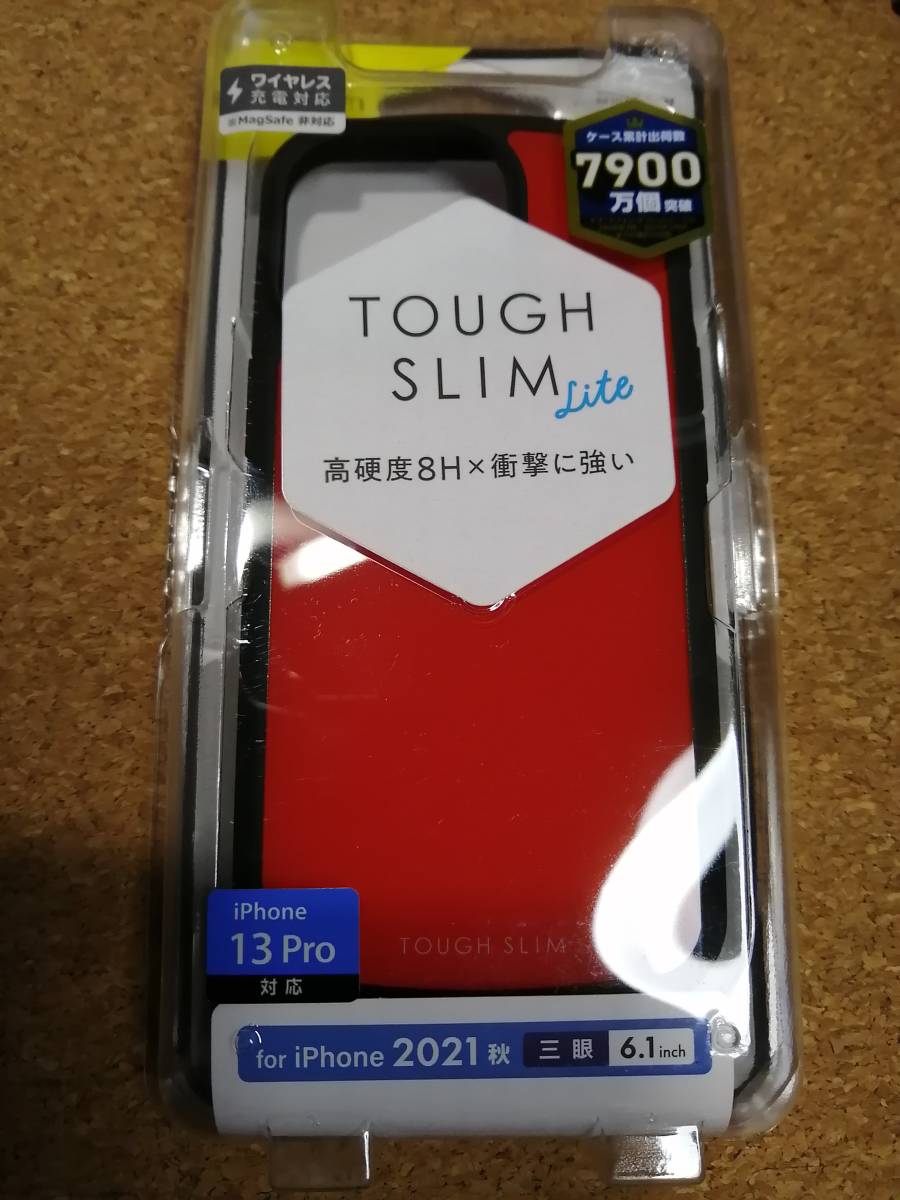 ワイヤレス
充電対応
※MagSafe 非対応
ケース累計出荷数
7900
万個 突破
TOUGH
SLIM
Lite
高硬度8H×衝撃に強い
TOUGH SLIM
iPhone
13 Pro
対応
for iPhone 2021 秋 三眼 6.1inch